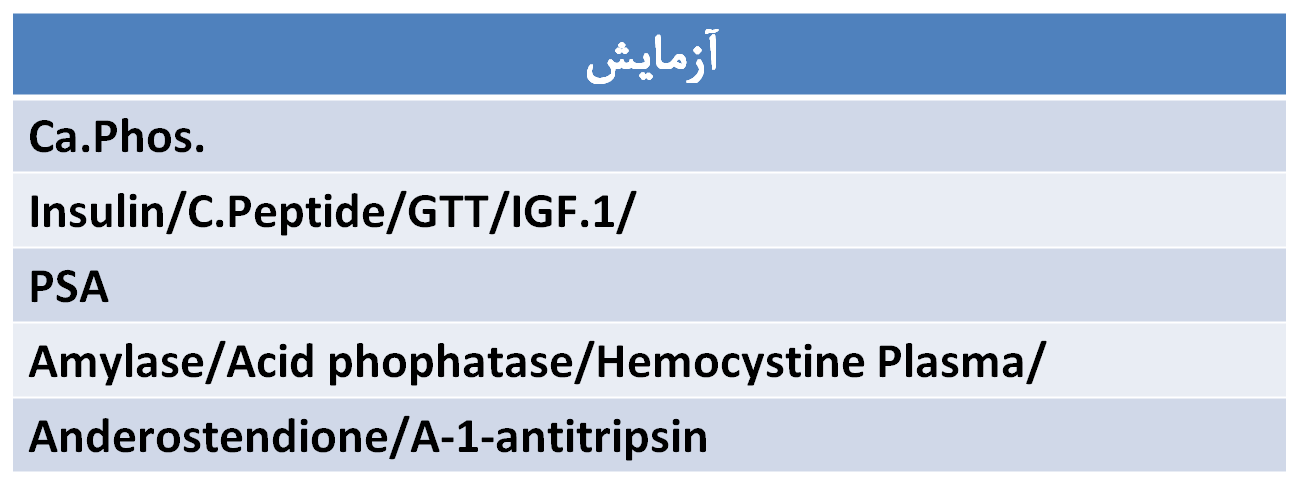 آزمایش
Ca.Phos.
Insulin/C.Peptide/GTT/IGF.1/
PSA
Amylase/Acid phophatase/Hemocystine Plasma/
Anderostendione/A-1-antitripsin